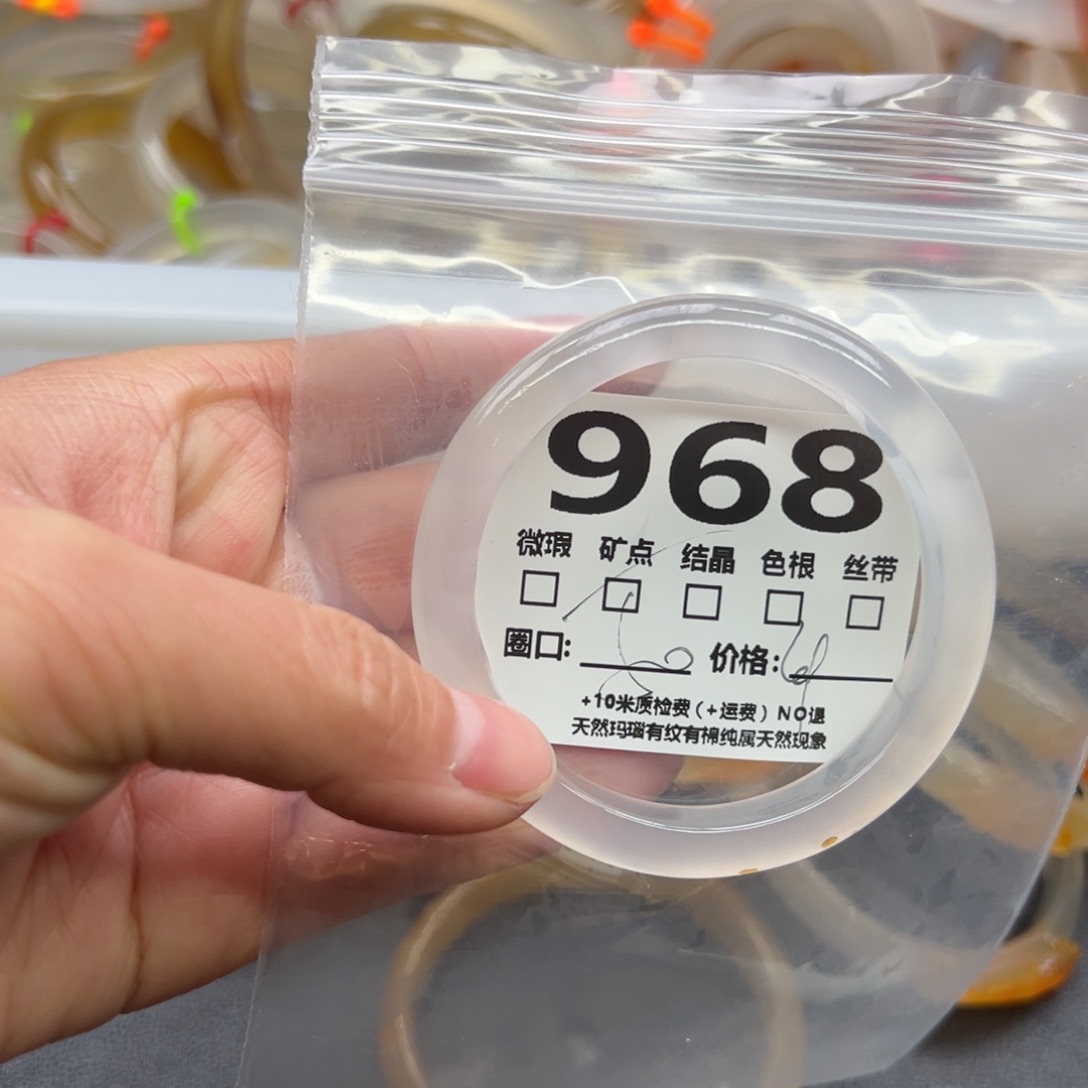 968
微瑕 矿点 结晶 色根 丝带
圈口: 价格:
+10米质检费(+运费) NO退
天然玛瑙有纹有棉纯属天然现象